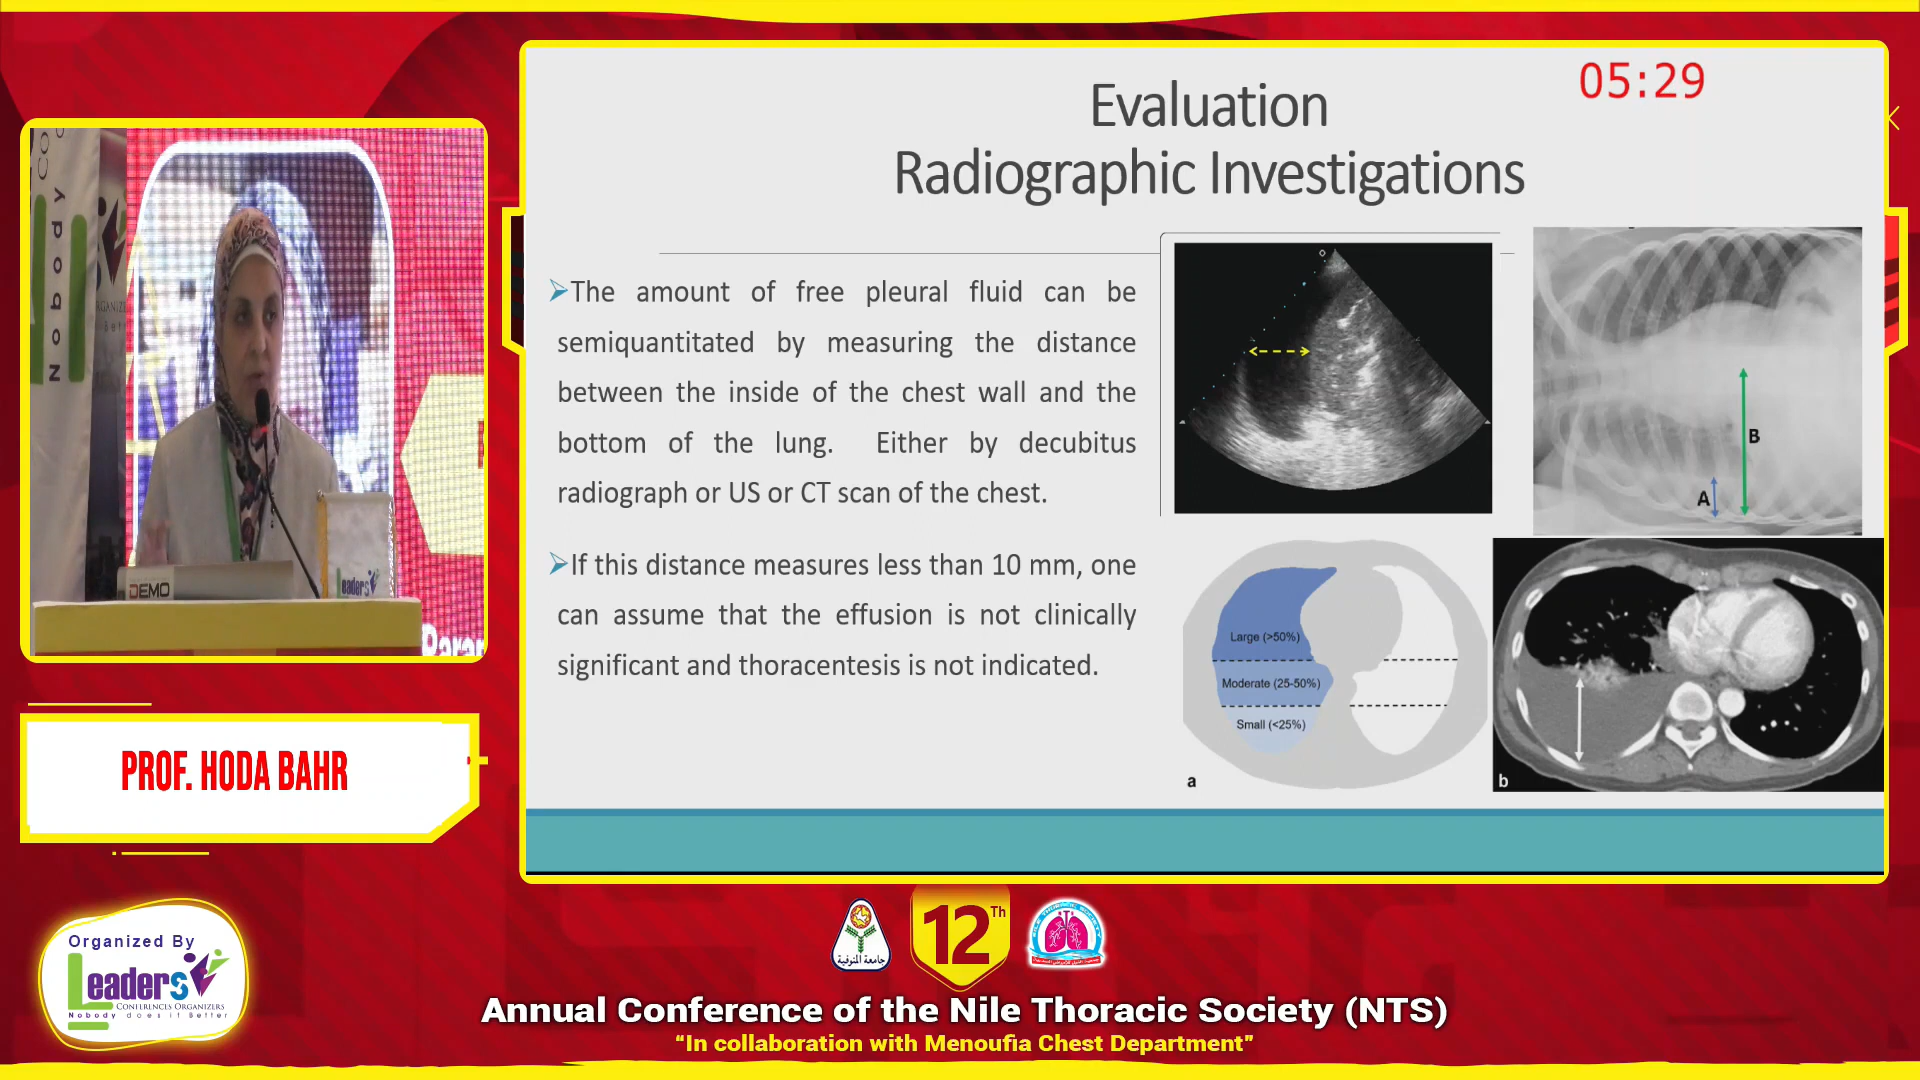 Evaluation
Radiographic Investigations
05:29
The amount of free pleural fluid can be
semiquantitated by measuring the distance
between the inside of the chest wall and the
bottom of the lung. Either by decubitus
radiograph or US or CT scan of the chest.
If this distance measures less than 10 mm, one
can assume that the effusion is not clinically
significant and thoracentesis is not indicated.
B
A
Large (>50%)
Moderate (25-50%)
Small (<25%)
a
b
Nobody
DEMO
Leaders
PROF. HODA BAHR
Organized By
Leaders
CONFERENCES ORGANIZERS
Nobody does it Better
جامعة المنوفية
12Th
Annual Conference of the Nile Thoracic Society (NTS)
“In collaboration with Menoufia Chest Department”